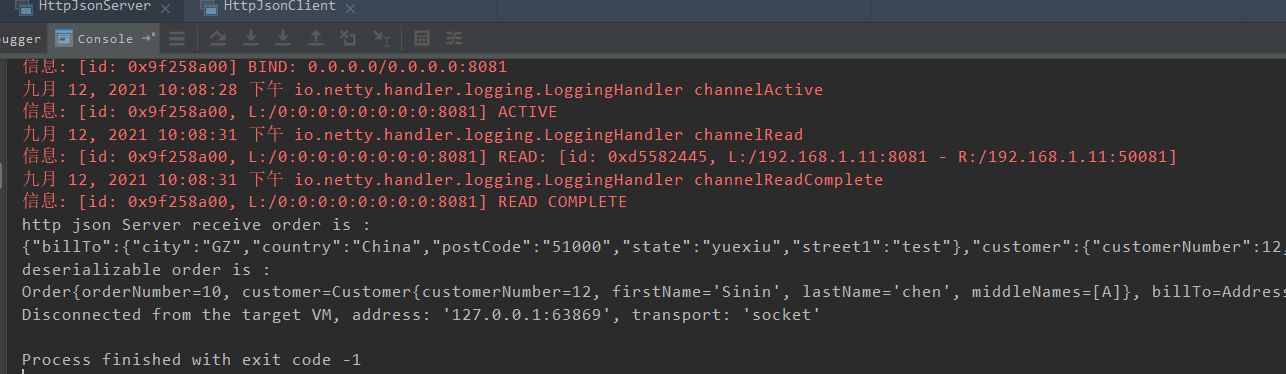 HttpJsonServer HttpJsonClient
ugger Console
信息: [id: 0x9f258a00] BIND: 0.0.0.0/0.0.0.0:8081
九月 12, 2021 10:08:28 下午 io.netty.handler.logging.LoggingHandler channelActive
信息: [id: 0x9f258a00, L:/0:0:0:0:0:0:0:0:8081] ACTIVE
九月 12, 2021 10:08:31 下午 io.netty.handler.logging.LoggingHandler channelRead
信息: [id: 0x9f258a00, L:/0:0:0:0:0:0:0:0:8081] READ: [id: 0xd5582445, L:/192.168.1.11:8081 - R:/192.168.1.11:50081]
九月 12, 2021 10:08:31 下午 io.netty.handler.logging.LoggingHandler channelReadComplete
信息: [id: 0x9f258a00, L:/0:0:0:0:0:0:0:0:8081] READ COMPLETE
http json Server receive order is :
{"billTo":{"city":"GZ","country":"China","postCode":"51000","state":"yuexiu","street1":"test"},"customer":{"customerNumber":12,
deserializable order is :
Order{orderNumber=10, customer=Customer{customerNumber=12, firstName='Sinin', lastName='chen', middleNames=[A]}, billTo=Address
Disconnected from the target VM, address: '127.0.0.1:63869', transport: 'socket'
Process finished with exit code -1